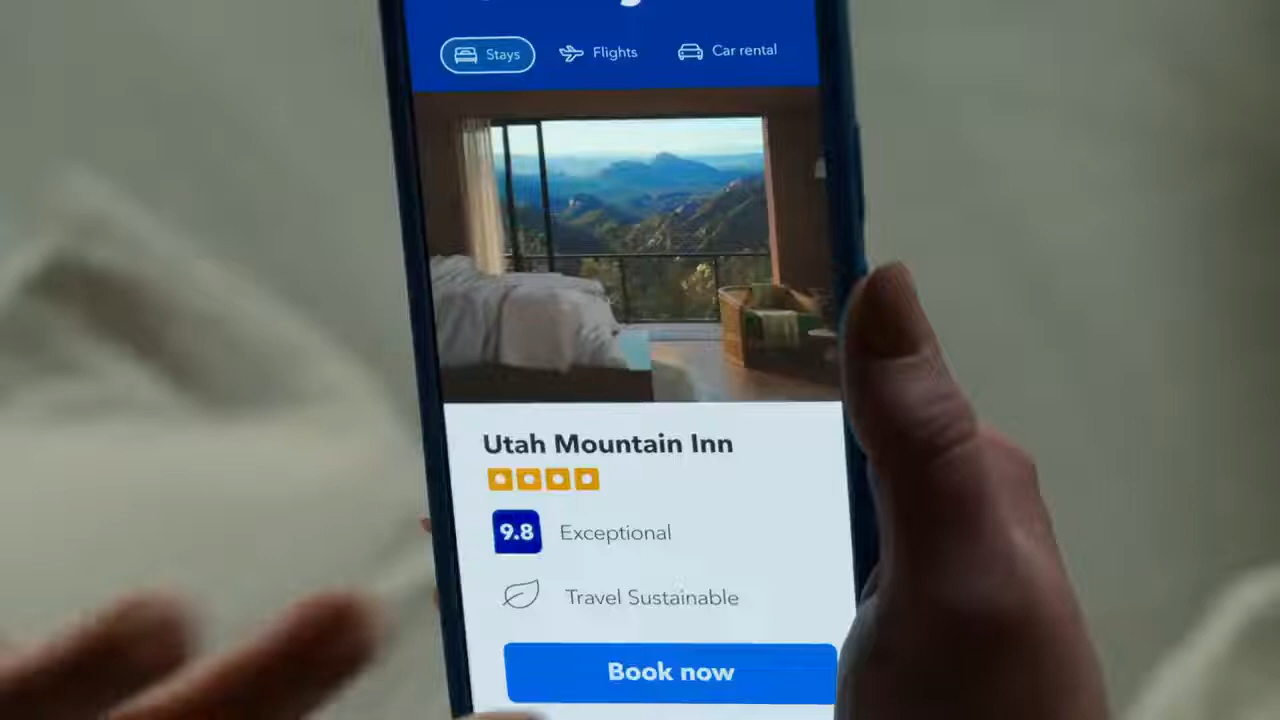 Stays Flights Car rental
Utah Mountain Inn
9.8 Exceptional
Travel Sustainable
Book now